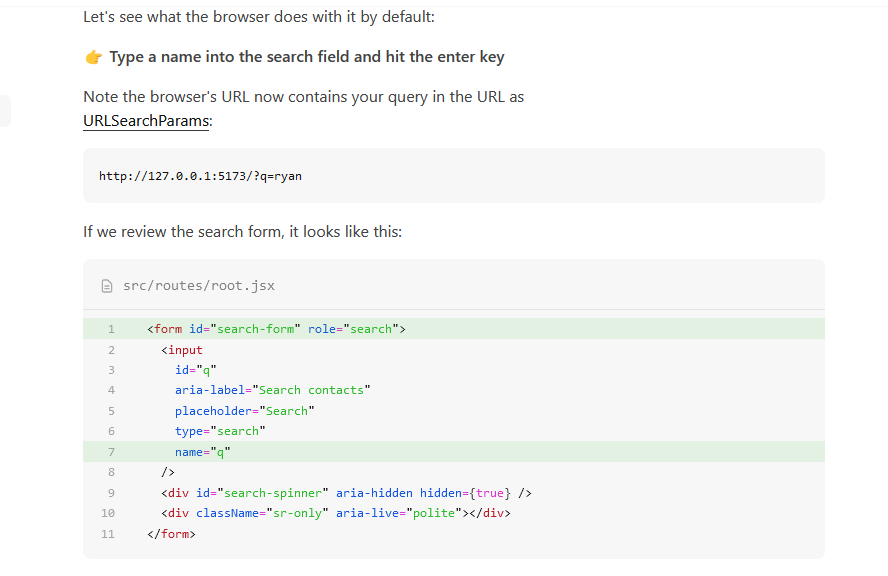 Let's see what the browser does with it by default:
👉 Type a name into the search field and hit the enter key
Note the browser's URL now contains your query in the URL as
URLSearchParams:
http://127.0.0.1:5173/?q=ryan
If we review the search form, it looks like this:
src/routes/root.jsx
1 <form id="search-form" role="search">
2   <input
3     id="q"
4     aria-label="Search contacts"
5     placeholder="Search"
6     type="search"
7     name="q"
8   />
9   <div id="search-spinner" aria-hidden hidden={true} />
10   <div className="sr-only" aria-live="polite"></div>
11 </form>